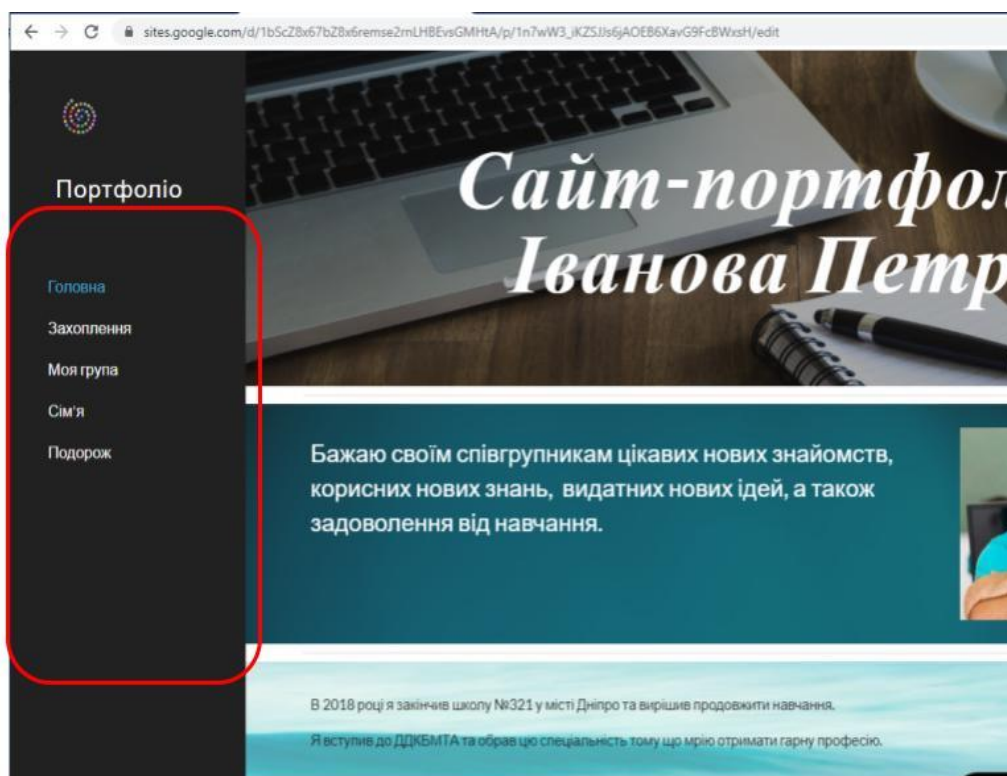 sites.google.com/d/1bScZ8x67bZ8x6remse2rnLHBEvsGMHtA/p/1n7wW3_iKZSJJs6jAOEB6XavG9FcBWxsH/edit
Портфоліо
Головна
Захоплення
Моя група
Сім'я
Подорож
Сайт-портфол
Іванова Петр
Бажаю своїм співгрупникам цікавих нових знайомств,
корисних нових знань, видатних нових ідей, а також
задоволення від навчання.
В 2018 році я закінчив школу №321 у місті Дніпро та вирішив продовжити навчання.
Я вступив до ДДКБМТА та обрав цю спеціальність тому що мрію отримати гарну професію.